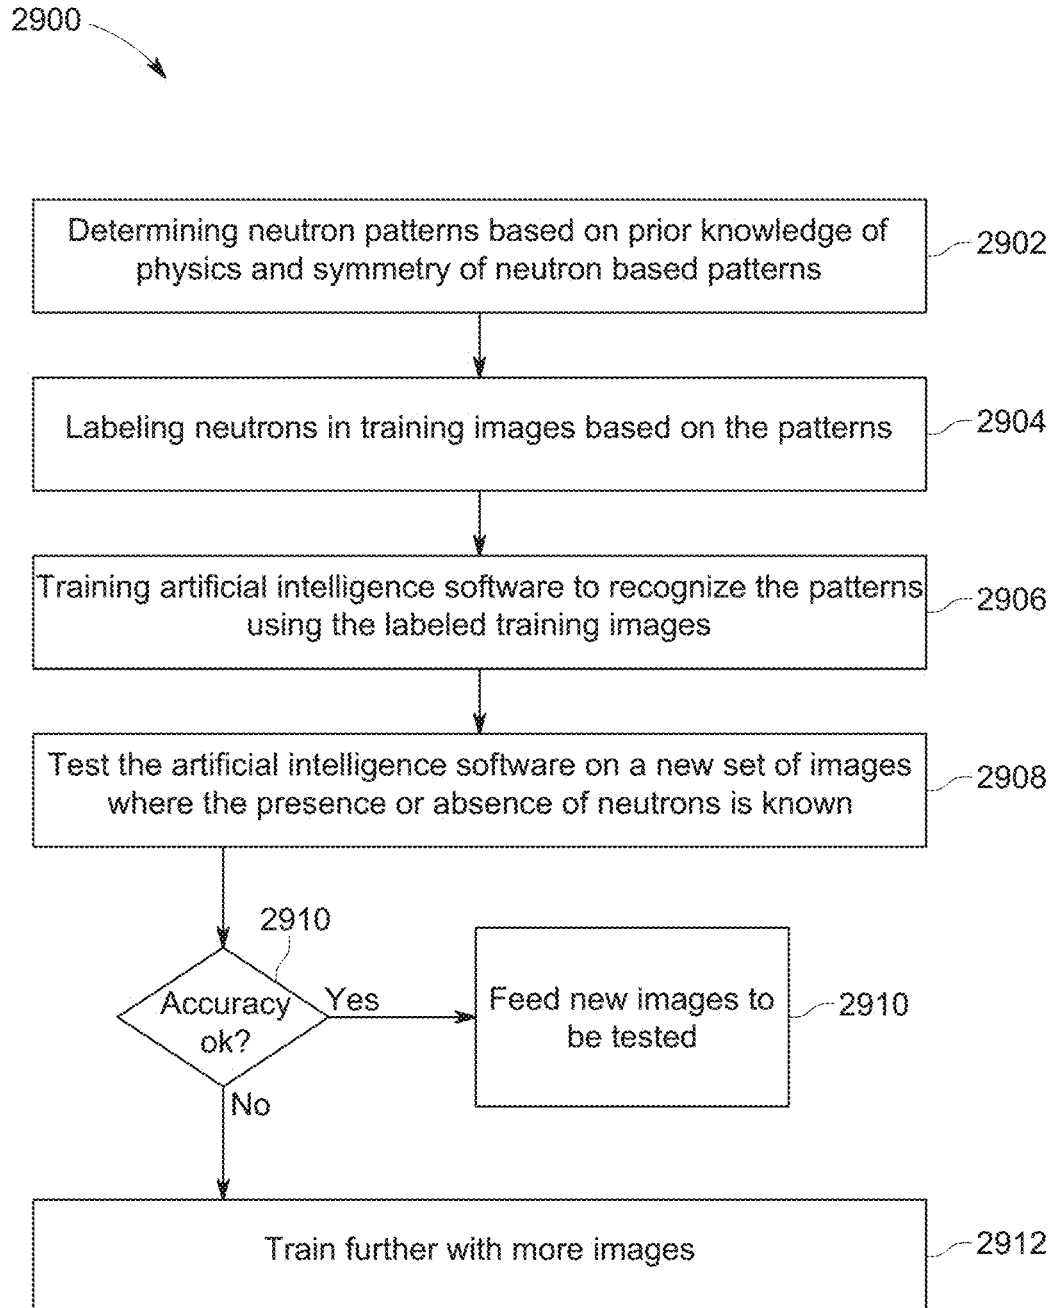 2900
Determining neutron patterns based on prior knowledge of
physics and symmetry of neutron based patterns
2902
Labeling neutrons in training images based on the patterns
2904
Training artificial intelligence software to recognize the patterns
using the labeled training images
2906
Test the artificial intelligence software on a new set of images
where the presence or absence of neutrons is known
2908
2910
Accuracy
ok?
Yes
Feed new images to
be tested
2910
No
Train further with more images
2912